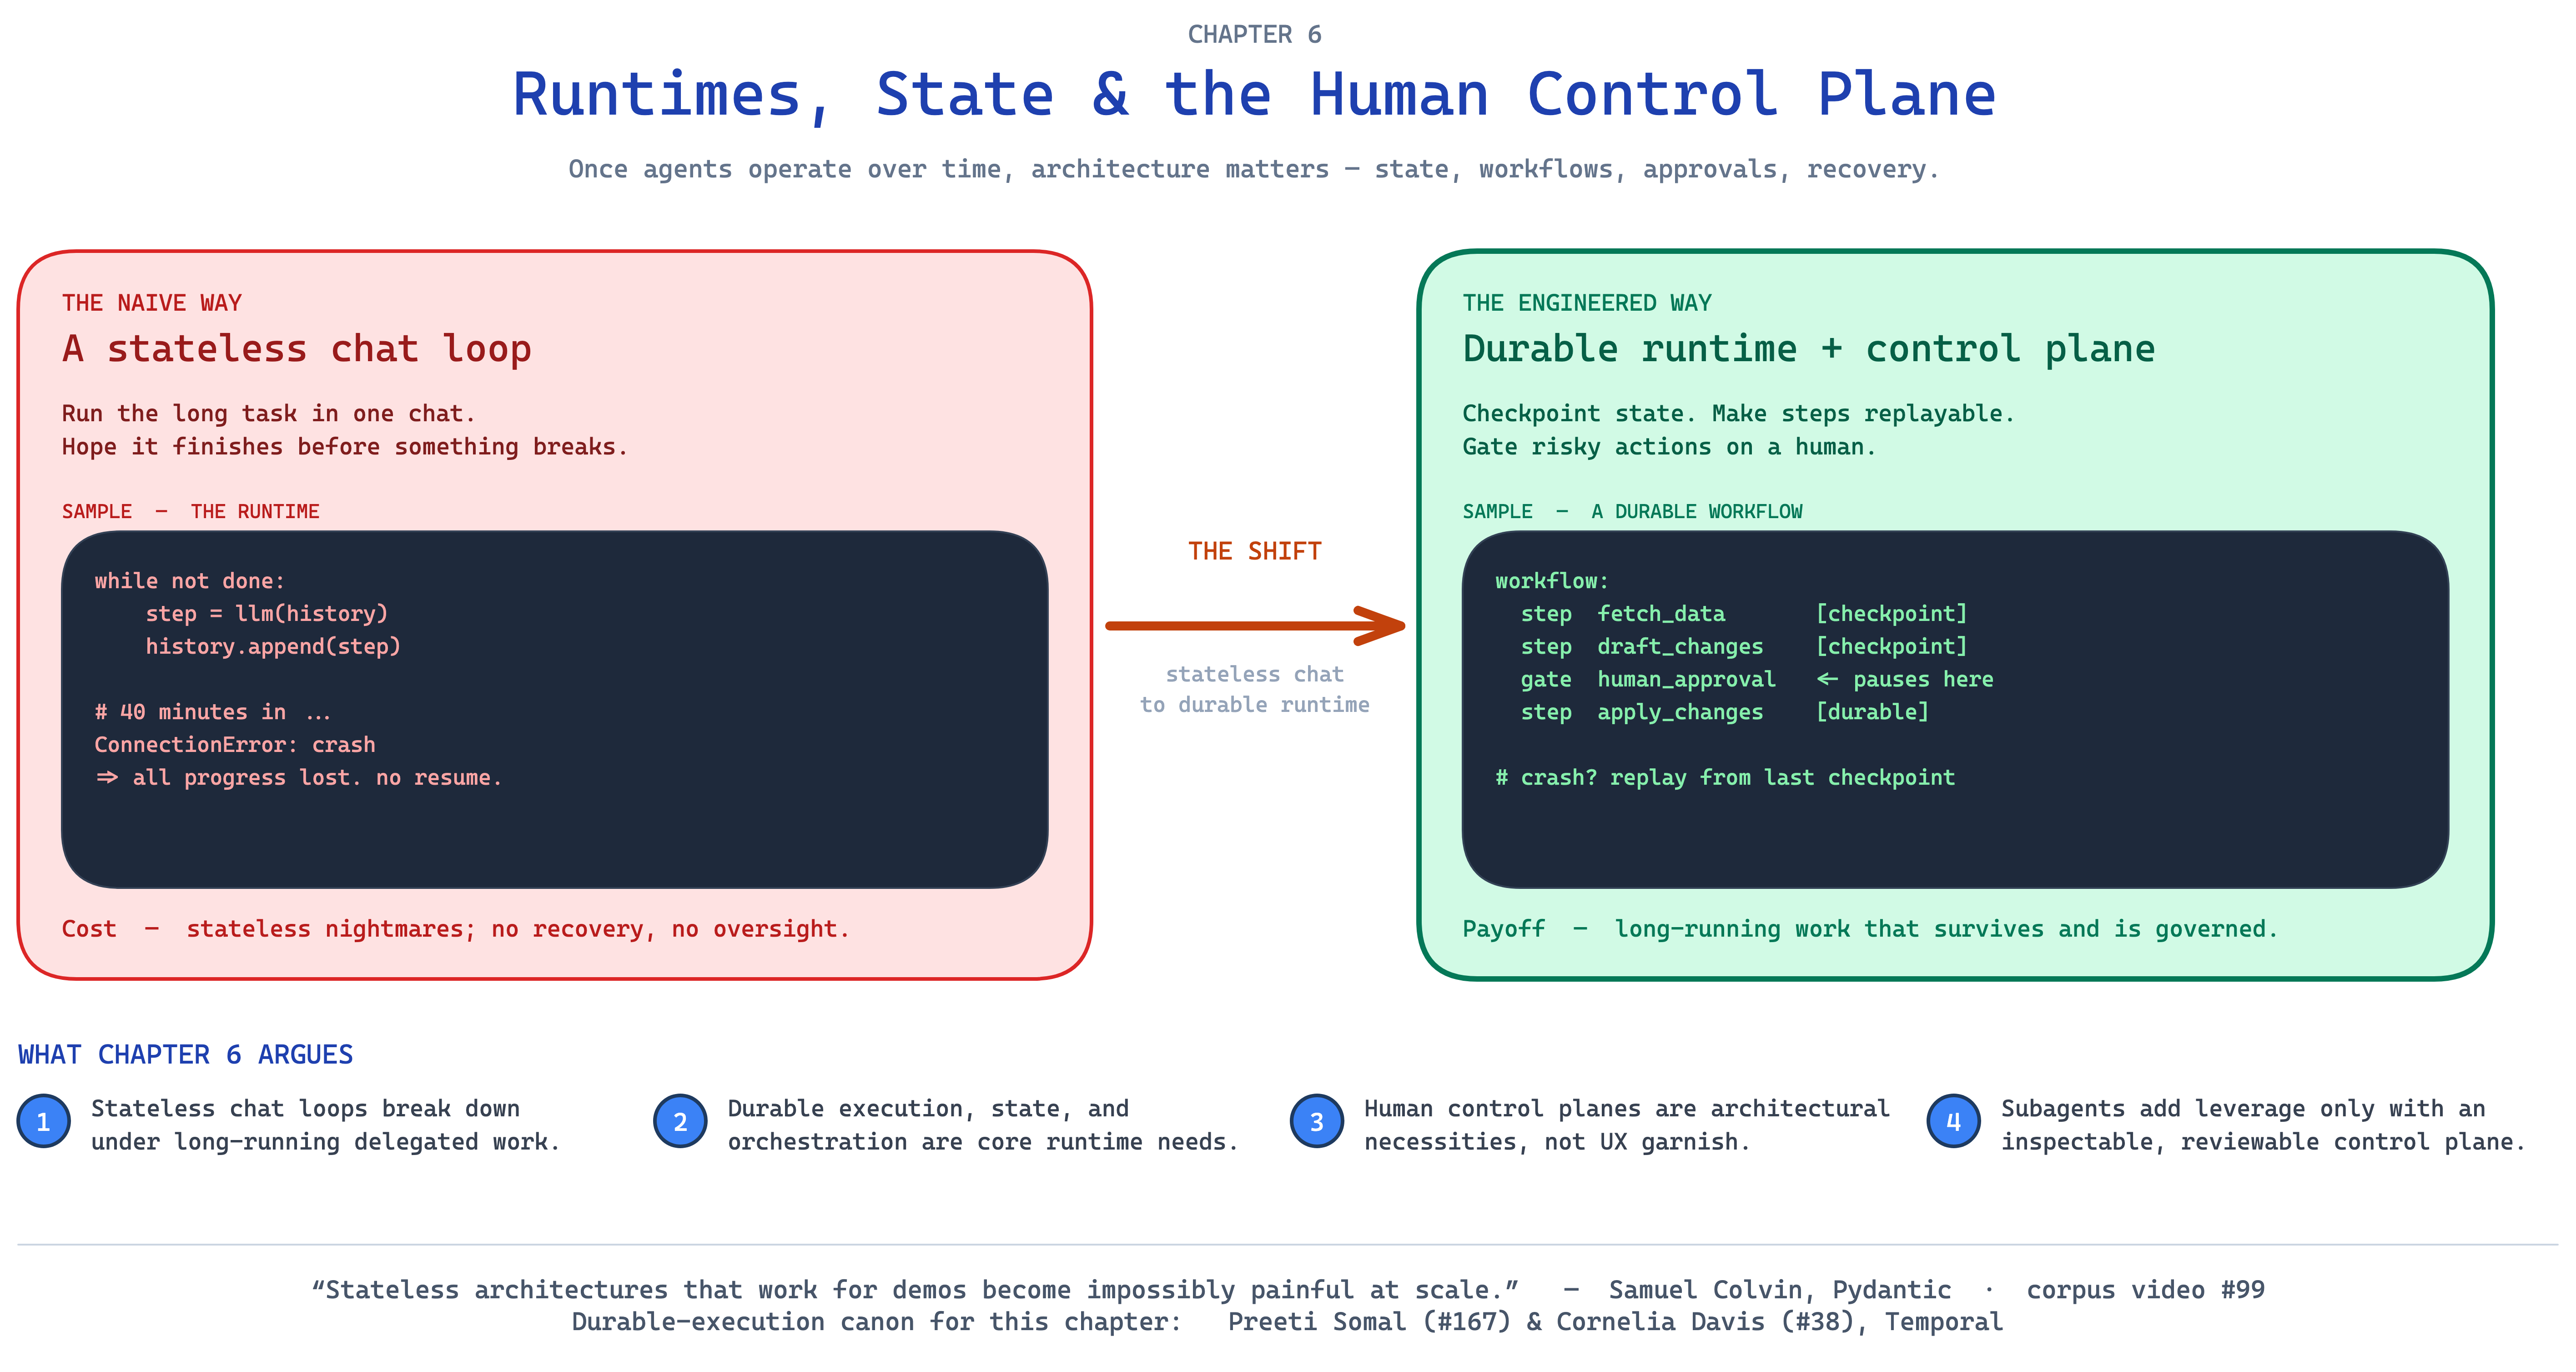 CHAPTER 6
Runtimes, State & the Human Control Plane
Once agents operate over time, architecture matters — state, workflows, approvals, recovery.
THE NAIVE WAY
A stateless chat loop
Run the long task in one chat.
Hope it finishes before something breaks.
SAMPLE — THE RUNTIME
while not done:
    step = llm(history)
    history.append(step)
# 40 minutes in ...
ConnectionError: crash
=> all progress lost. no resume.
Cost — stateless nightmares; no recovery, no oversight.
THE SHIFT
stateless chat
to durable runtime
THE ENGINEERED WAY
Durable runtime + control plane
Checkpoint state. Make steps replayable.
Gate risky actions on a human.
SAMPLE — A DURABLE WORKFLOW
workflow:
  step  fetch_data       [checkpoint]
  step  draft_changes    [checkpoint]
  gate  human_approval   <- pauses here
  step  apply_changes    [durable]
# crash? replay from last checkpoint
Payoff — long-running work that survives and is governed.
WHAT CHAPTER 6 ARGUES
1 Stateless chat loops break down
under long-running delegated work.
2 Durable execution, state, and
orchestration are core runtime needs.
3 Human control planes are architectural
necessities, not UX garnish.
4 Subagents add leverage only with an
inspectable, reviewable control plane.
“Stateless architectures that work for demos become impossibly painful at scale.” — Samuel Colvin, Pydantic · corpus video #99
Durable-execution canon for this chapter: Preeti Somal (#167) & Cornelia Davis (#38), Temporal